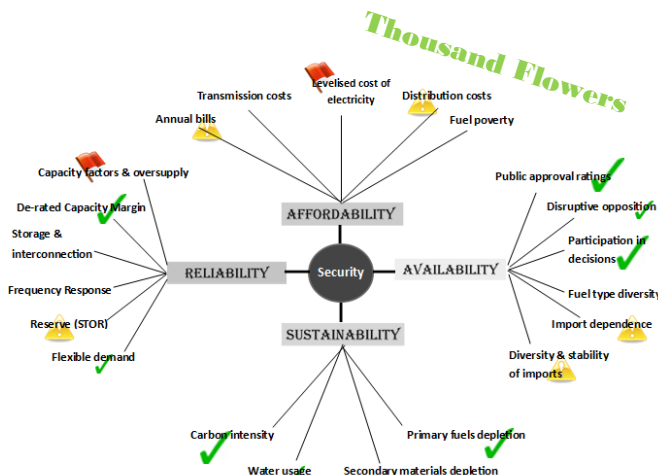 Thousand Flowers
Levelised cost of
electricity
Transmission costs
Distribution costs
Annual bills
Fuel poverty
Capacity factors & oversupply
De-rated Capacity Margin
Storage &
interconnection
Frequency Response
Reserve (STOR)
Flexible demand
AFFORDABILITY
RELIABILITY
Security
AVAILABILITY
SUSTAINABILITY
Public approval ratings
Disruptive opposition
Participation in
decisions
Fuel type diversity
Import dependence
Diversity & stability
of imports
Carbon intensity
Primary fuels depletion
Water usage
Secondary materials depletion